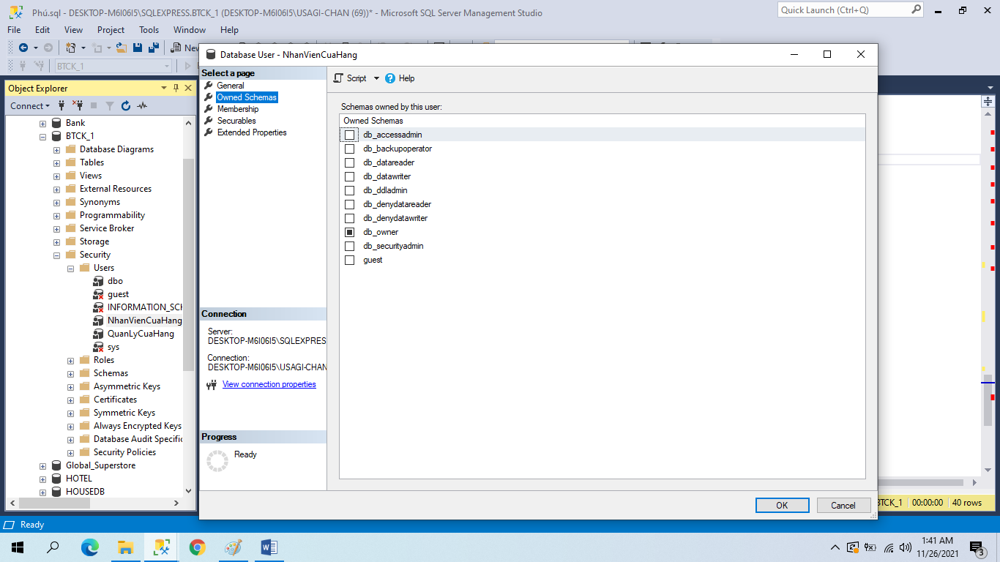 Phú.sql - DESKTOP-M6I06I5\SQLEXPRESS.BTCK_1 (DESKTOP-M6I06I5\USAGI-CHAN (69))* - Microsoft SQL Server Management Studio
Quick Launch (Ctrl+Q)
File Edit View Project Tools Window Help
New
BTCK_1
Object Explorer
Connect
Bank
BTCK_1
Database Diagrams
Tables
Views
External Resources
Synonyms
Programmability
Service Broker
Storage
Security
Users
dbo
guest
INFORMATION_SCH
NhanVienCuaHang
QuanLyCuaHang
sys
Roles
Schemas
Asymmetric Keys
Certificates
Symmetric Keys
Always Encrypted Keys
Database Audit Specific
Security Policies
Global_Superstore
HOTEL
HOUSEDB
Database User - NhanVienCuaHang
Select a page
General
Owned Schemas
Membership
Securables
Extended Properties
Connection
Server:
DESKTOP-M6I06I5\SQLEXPRESS
Connection:
DESKTOP-M6I06I5\USAGI-CHAN
View connection properties
Progress
Ready
Script Help
Schemas owned by this user:
Owned Schemas
db_accessadmin
db_backupoperator
db_datareader
db_datawriter
db_ddladmin
db_denydatareader
db_denydatawriter
db_owner
db_securityadmin
guest
OK Cancel
BTCK_1 00:00:00 40 rows
Ready
1:41 AM
11/26/2021
3